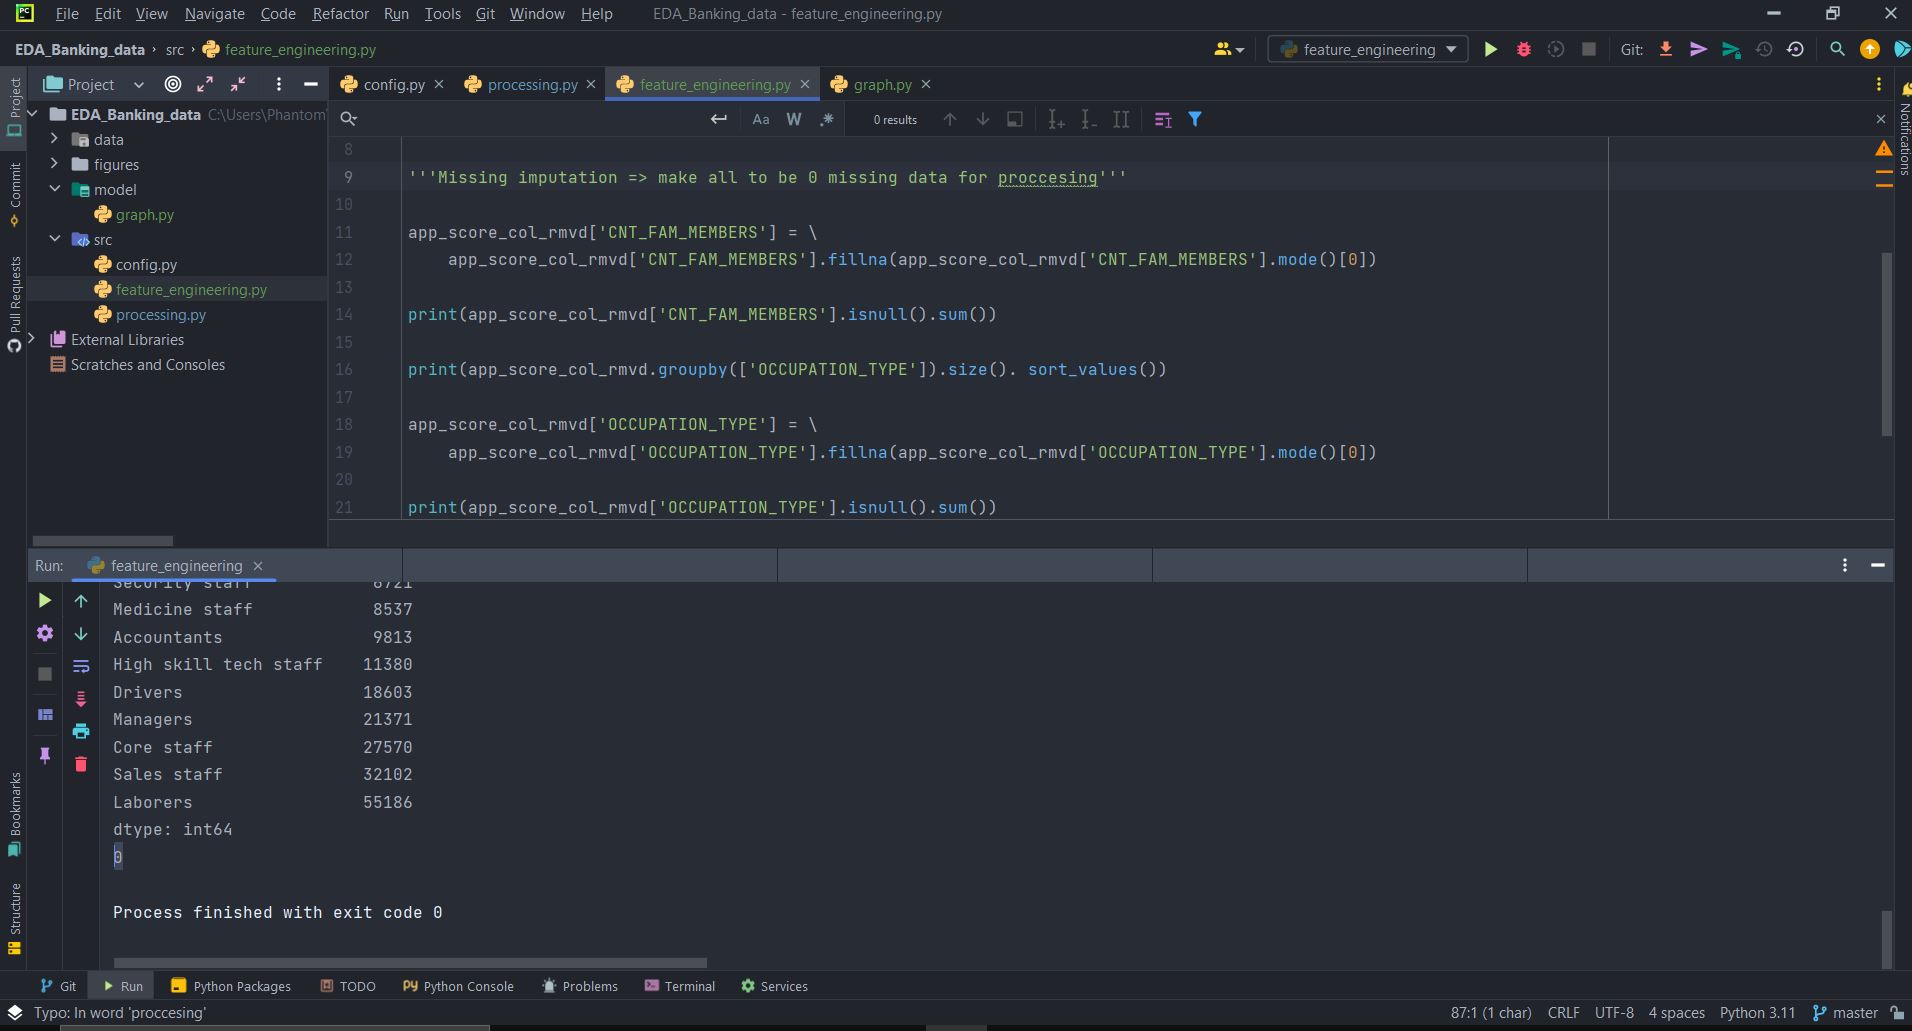 PC File Edit View Navigate Code Refactor Run Tools Git Window Help EDA_Banking_data - feature_engineering.py
EDA_Banking_data › src › feature_engineering.py
feature_engineering
Git:
Project
config.py
processing.py
feature_engineering.py
graph.py
Project
Commit
Pull Requests
Bookmarks
Structure
Notifications
EDA_Banking_data C:\Users\Phantom
data
figures
model
graph.py
src
config.py
feature_engineering.py
processing.py
External Libraries
Scratches and Consoles
Aa W .* 0 results
8
9 '''Missing imputation => make all to be 0 missing data for proccesing'''
10
11 app_score_col_rmvd['CNT_FAM_MEMBERS'] = \
12 app_score_col_rmvd['CNT_FAM_MEMBERS'].fillna(app_score_col_rmvd['CNT_FAM_MEMBERS'].mode()[0])
13
14 print(app_score_col_rmvd['CNT_FAM_MEMBERS'].isnull().sum())
15
16 print(app_score_col_rmvd.groupby(['OCCUPATION_TYPE']).size(). sort_values())
17
18 app_score_col_rmvd['OCCUPATION_TYPE'] = \
19 app_score_col_rmvd['OCCUPATION_TYPE'].fillna(app_score_col_rmvd['OCCUPATION_TYPE'].mode()[0])
20
21 print(app_score_col_rmvd['OCCUPATION_TYPE'].isnull().sum())
Run: feature_engineering
Security staff 6721
Medicine staff 8537
Accountants 9813
High skill tech staff 11380
Drivers 18603
Managers 21371
Core staff 27570
Sales staff 32102
Laborers 55186
dtype: int64
0
Process finished with exit code 0
Git Run Python Packages TODO Python Console Problems Terminal Services
Typo: In word 'proccesing' 87:1 (1 char) CRLF UTF-8 4 spaces Python 3.11 master